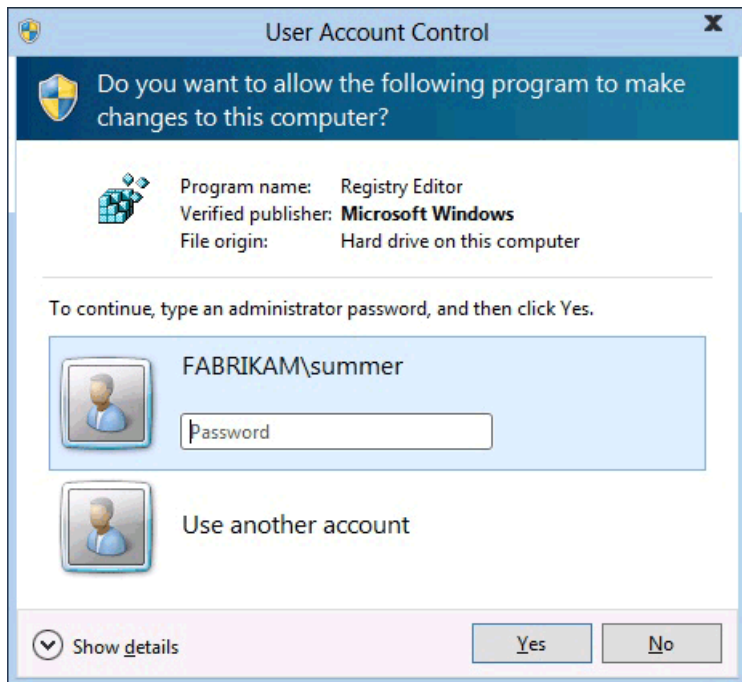 User Account Control
Do you want to allow the following program to make
changes to this computer?
Program name: Registry Editor
Verified publisher: Microsoft Windows
File origin: Hard drive on this computer
To continue, type an administrator password, and then click Yes.
FABRIKAM\summer
Password
Use another account
Show details
Yes
No